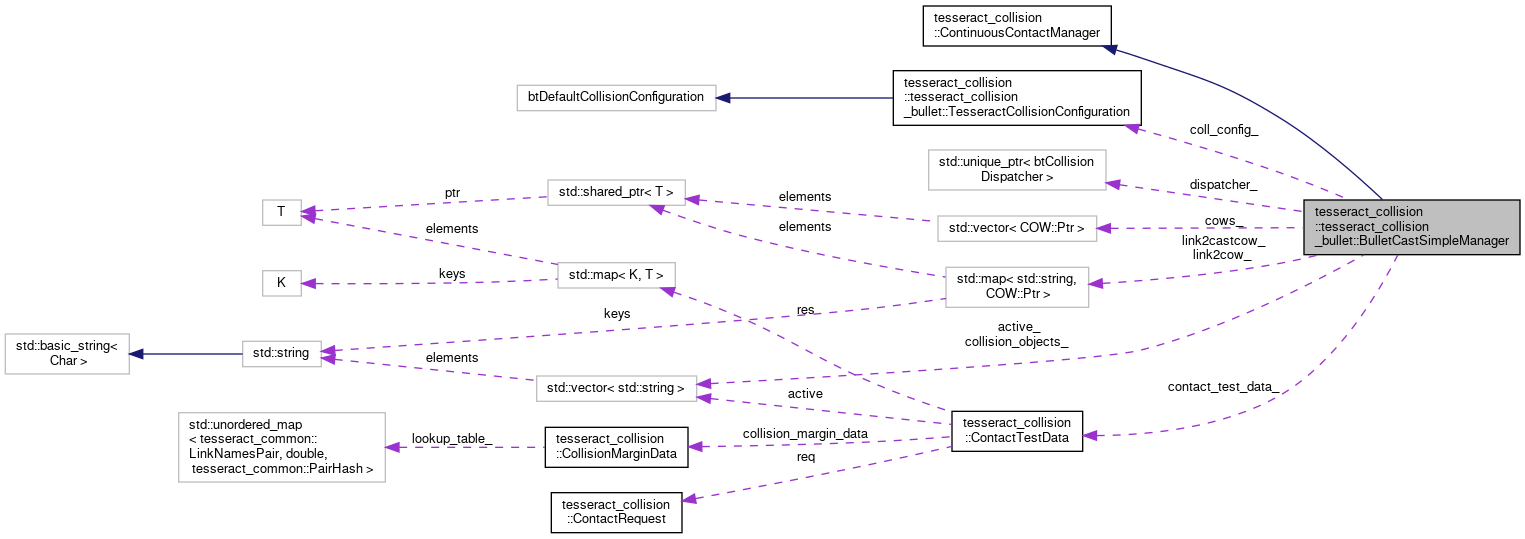 tesseract_collision
::ContinuousContactManager
btDefaultCollisionConfiguration
tesseract_collision
::tesseract_collision
_bullet::TesseractCollisionConfiguration
coll_config_
std::unique_ptr< btCollision
Dispatcher >
dispatcher_
tesseract_collision
::tesseract_collision
_bullet::BulletCastSimpleManager
T
ptr
std::shared_ptr< T >
elements
std::vector< COW::Ptr >
cows_
elements
elements
link2castcow_
link2cow_
K
keys
std::map< K, T >
std::map< std::string,
COW::Ptr >
keys
res
std::basic_string<
Char >
std::string
elements
std::vector< std::string >
active_
collision_objects_
active
contact_test_data_
std::unordered_map
< tesseract_common::
LinkNamesPair, double,
tesseract_common::PairHash >
lookup_table_
tesseract_collision
::CollisionMarginData
collision_margin_data
tesseract_collision
::ContactTestData
req
tesseract_collision
::ContactRequest